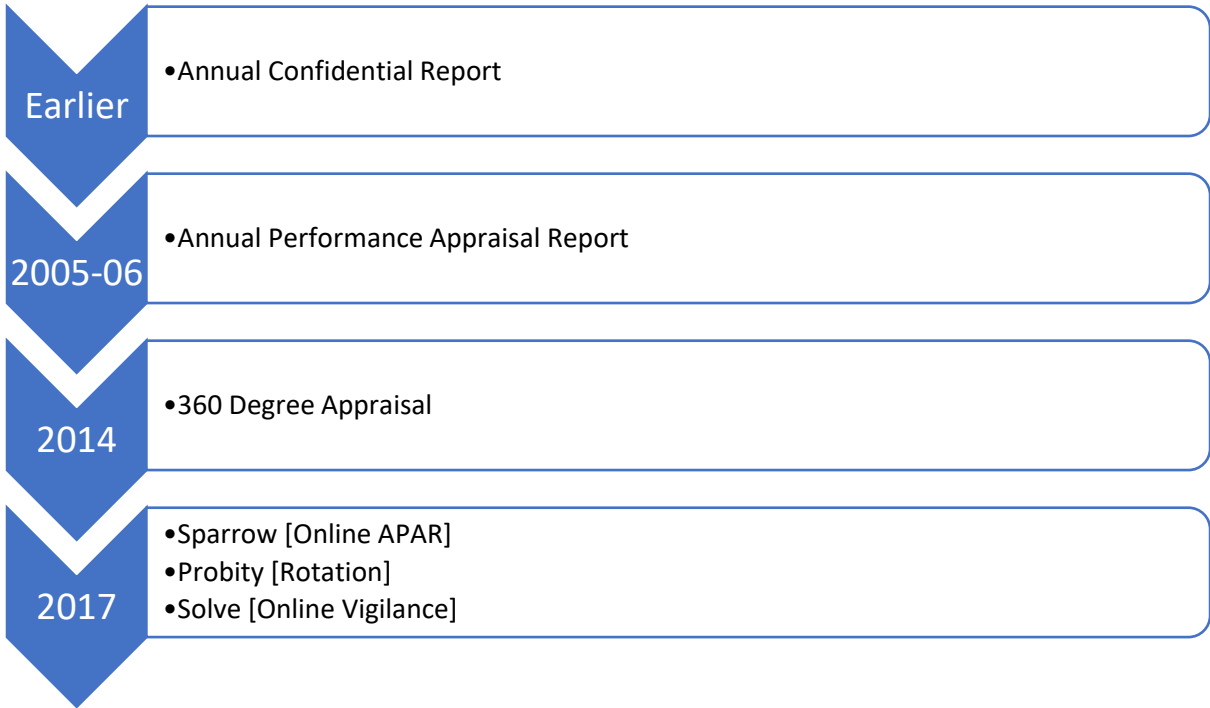 Earlier
•Annual Confidential Report
2005-06
•Annual Performance Appraisal Report
2014
•360 Degree Appraisal
2017
•Sparrow [Online APAR]
•Probity [Rotation]
•Solve [Online Vigilance]